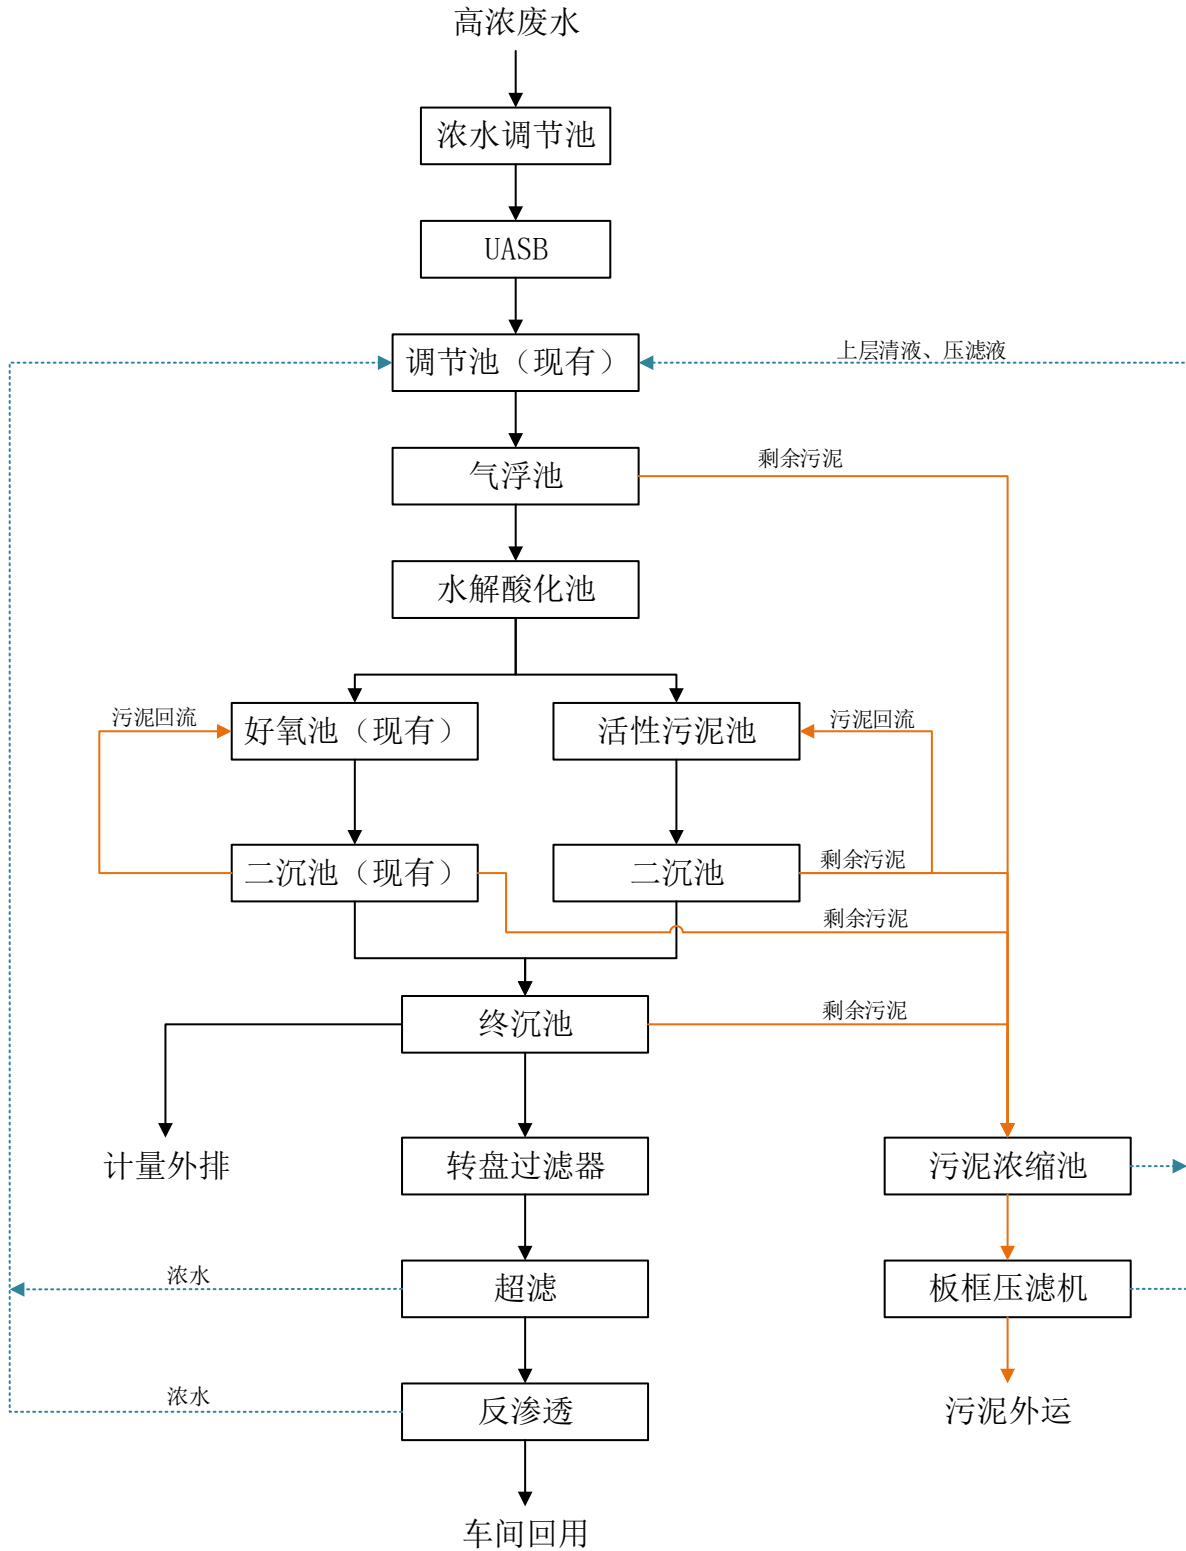 高浓废水
浓水调节池
UASB
调节池（现有）
上层清液、压滤液
气浮池
剩余污泥
水解酸化池
污泥回流
好氧池（现有）
活性污泥池
污泥回流
二沉池（现有）
二沉池
剩余污泥
剩余污泥
终沉池
剩余污泥
计量外排
转盘过滤器
污泥浓缩池
浓水
超滤
板框压滤机
浓水
反渗透
污泥外运
车间回用